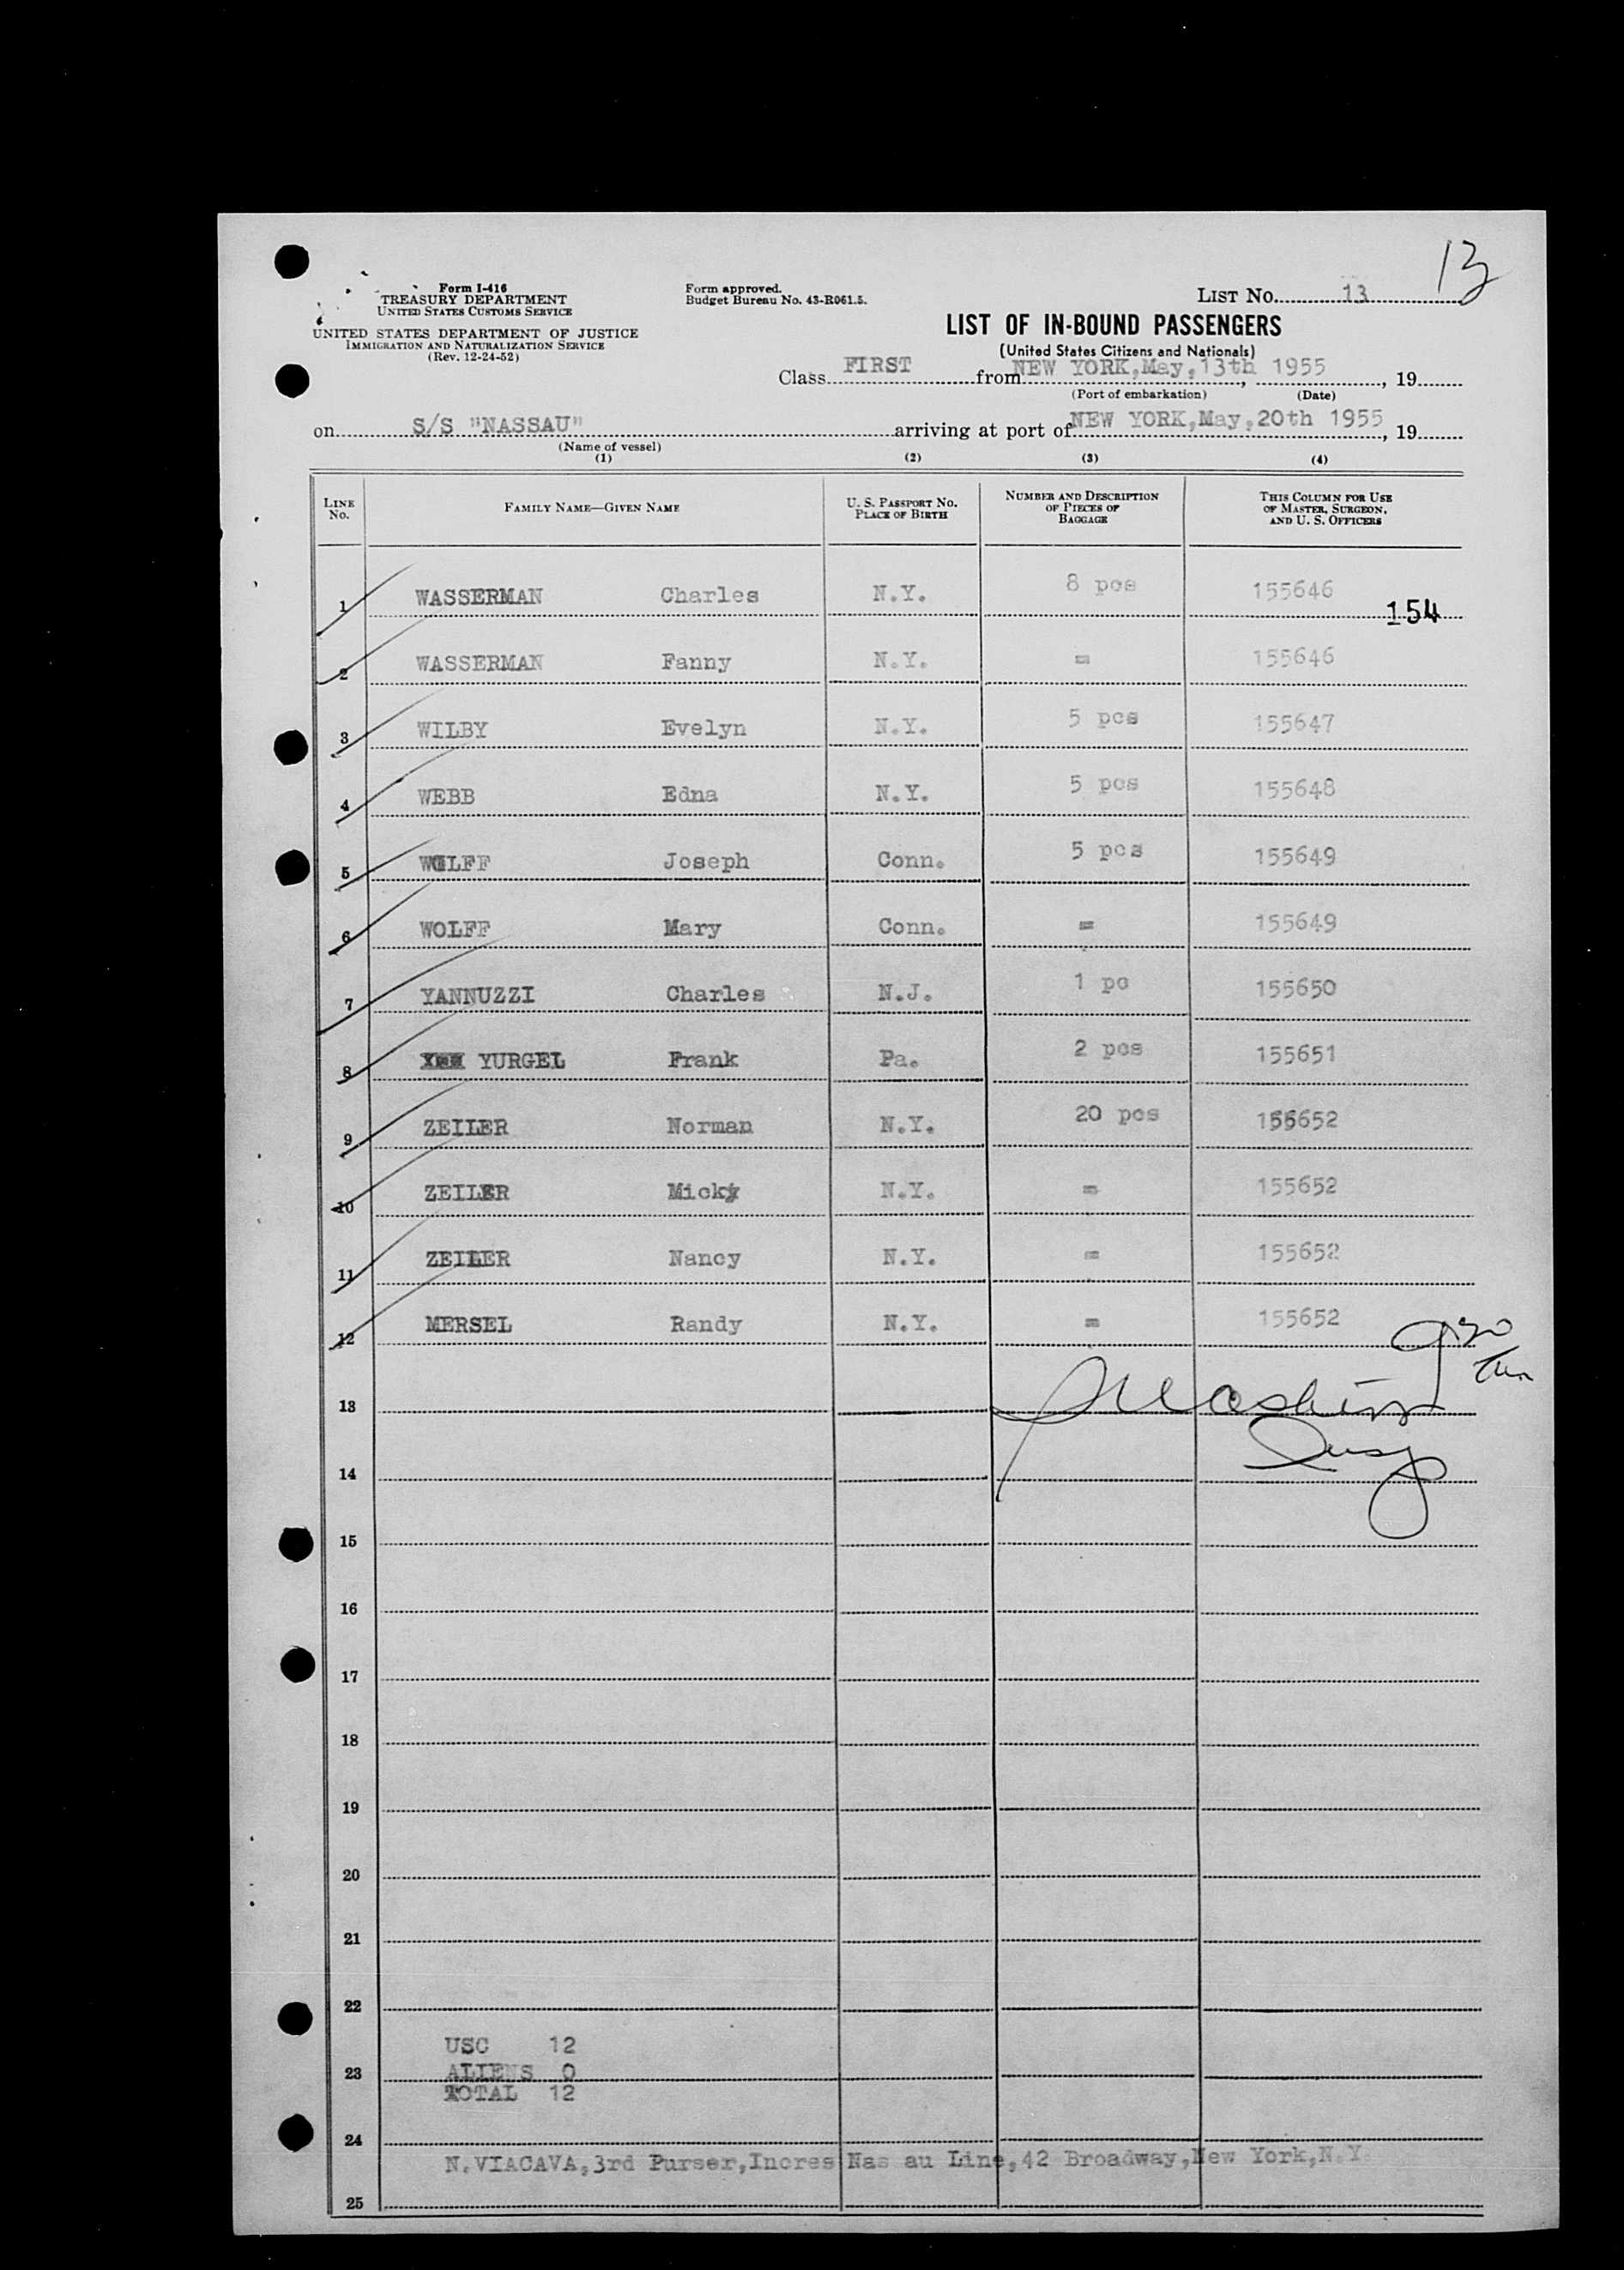 13
Form I-416
TREASURY DEPARTMENT
UNITED STATES CUSTOMS SERVICE
UNITED STATES DEPARTMENT OF JUSTICE
IMMIGRATION AND NATURALIZATION SERVICE
(Rev. 12-24-52)
Form approved.
Budget Bureau No. 43-R061.5.
LIST No. 13
LIST OF IN-BOUND PASSENGERS
(United States Citizens and Nationals)
Class FIRST from NEW YORK,May,13th 1955, 19
(Port of embarkation) (Date)
on S/S "NASSAU" arriving at port of NEW YORK,May,20th 1955, 19
(Name of vessel)
(1) (2) (3) (4)
LINE No. FAMILY NAME—GIVEN NAME U. S. PASSPORT No. PLACE OF BIRTH NUMBER AND DESCRIPTION OF PIECES OF BAGGAGE THIS COLUMN FOR USE OF MASTER, SURGEON, AND U. S. OFFICERS
1 WASSERMAN Charles N.Y. 8 pcs 155646
154
2 WASSERMAN Fanny N.Y. = 155646
3 WILBY Evelyn N.Y. 5 pcs 155647
4 WEBB Edna N.Y. 5 pcs 155648
5 WOLFF Joseph Conn. 5 pcs 155649
6 WOLFF Mary Conn. = 155649
7 YANNUZZI Charles N.J. 1 pc 155650
8 YURGEL Frank Pa. 2 pcs 155651
9 ZEILER Norman N.Y. 20 pcs 155652
10 ZEILER Micky N.Y. = 155652
11 ZEILER Nancy N.Y. = 155652
12 MERSEL Randy N.Y. = 155652
13
14
15
16
17
18
19
20
21
22
USC 12
23 ALIENS 0
TOTAL 12
24
N.VIACAVA,3rd Purser,Incres Nas au Line,42 Broadway,New York,N.Y
25